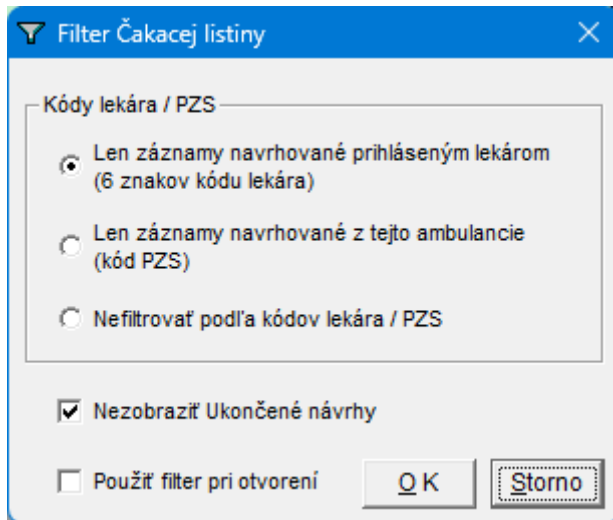 Filter Čakacej listiny
Kódy lekára / PZS
Len záznamy navrhované prihláseným lekárom
(6 znakov kódu lekára)
Len záznamy navrhované z tejto ambulancie
(kód PZS)
Nefiltrovať podľa kódov lekára / PZS
Nezobraziť Ukončené návrhy
Použiť filter pri otvorení
O K
Storno